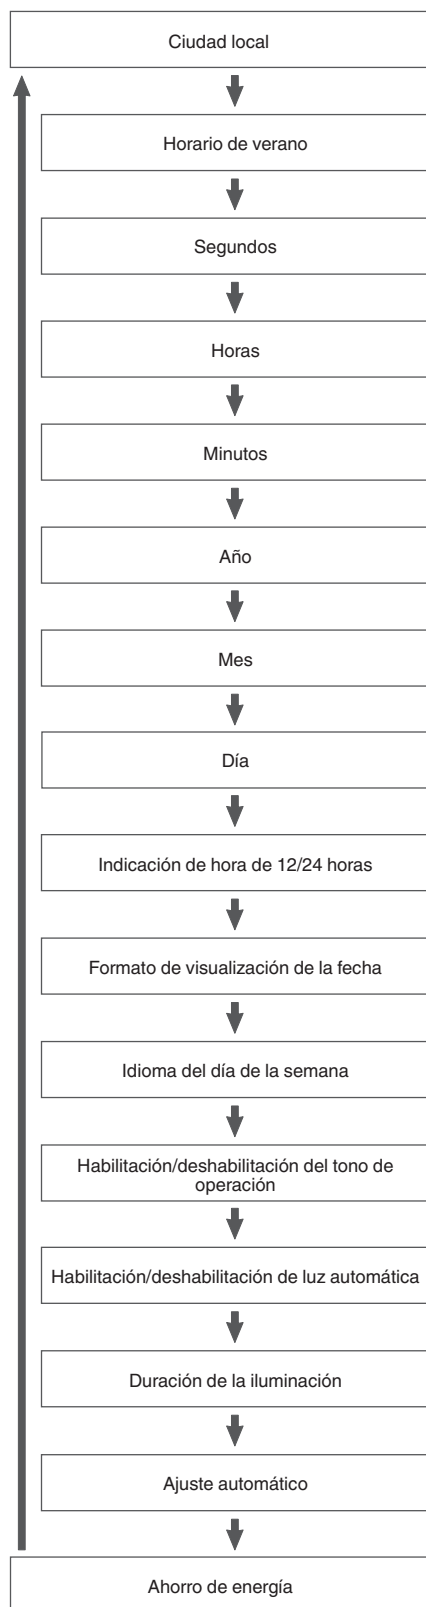 Ciudad local
Horario de verano
Segundos
Horas
Minutos
Año
Mes
Día
Indicación de hora de 12/24 horas
Formato de visualización de la fecha
Idioma del día de la semana
Habilitación/deshabilitación del tono de
operación
Habilitación/deshabilitación de luz automática
Duración de la iluminación
Ajuste automático
Ahorro de energía